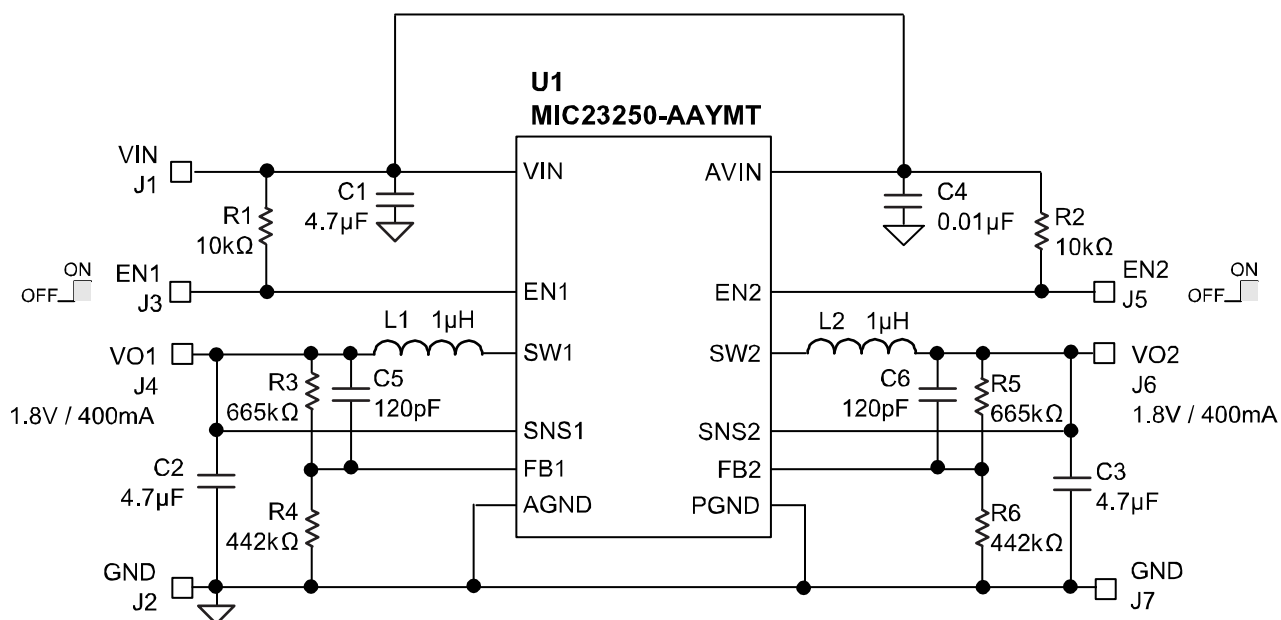 U1
MIC23250-AAYMT
VIN
J1
VIN
AVIN
R1
10kΩ
C1
4.7µF
C4
0.01µF
R2
10kΩ
ON
OFF
EN1
J3
EN1
EN2
EN2
J5
ON
OFF
L1
1µH
L2
1µH
VO1
J4
1.8V / 400mA
SW1
SW2
VO2
J6
1.8V / 400mA
R3
665kΩ
C5
120pF
C6
120pF
R5
665kΩ
SNS1
SNS2
C2
4.7µF
FB1
FB2
C3
4.7µF
R4
442kΩ
AGND
PGND
R6
442kΩ
GND
J2
GND
J7